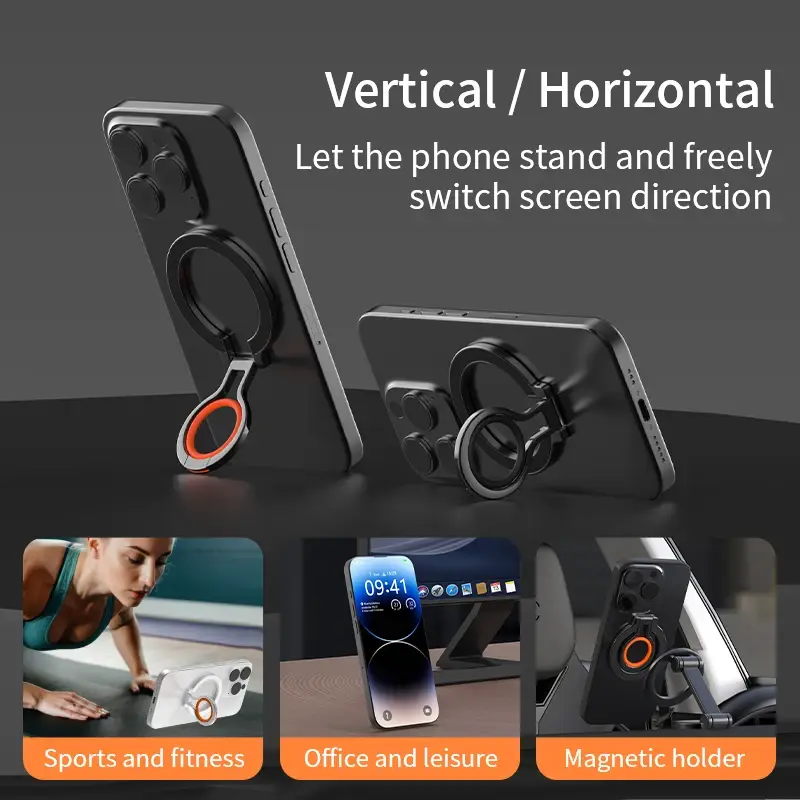 Vertical / Horizontal
Let the phone stand and freely
switch screen direction
09:41
Sports and fitness
Office and leisure
Magnetic holder